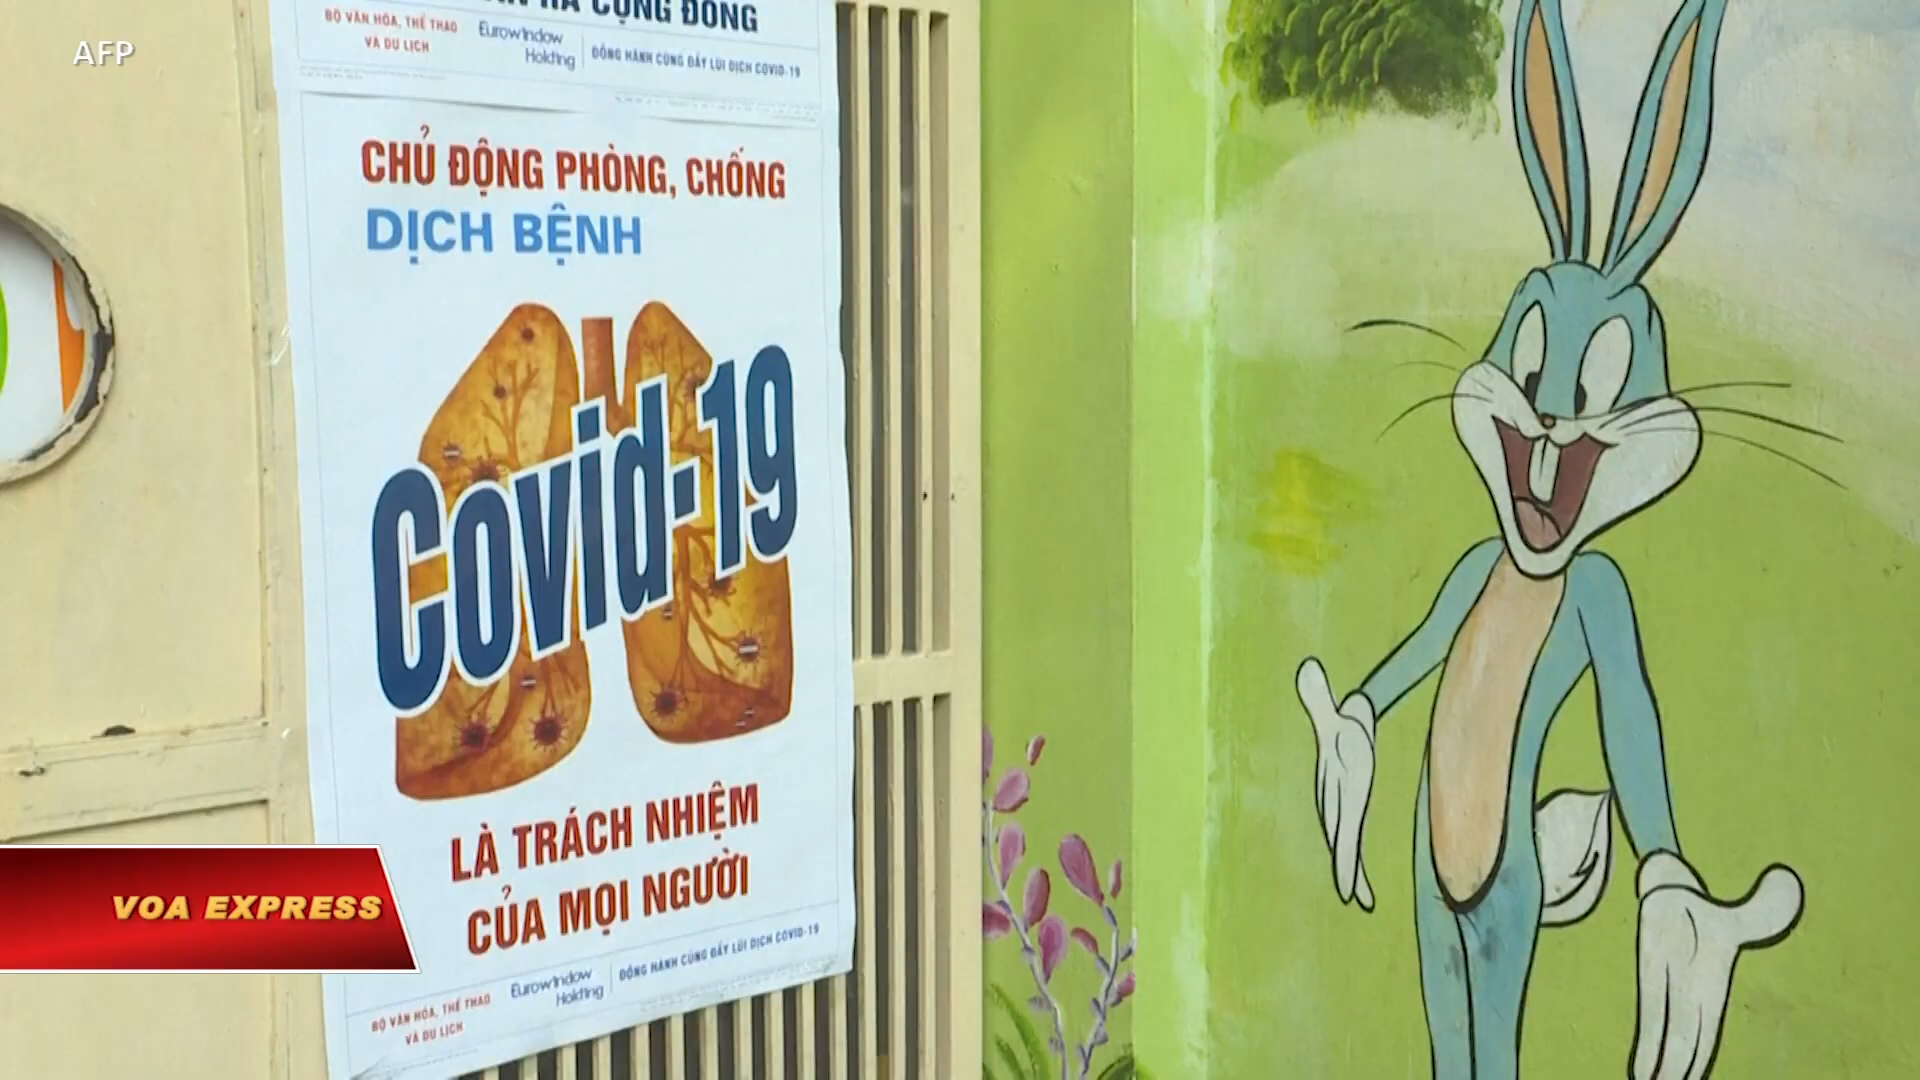 AFP
CỘNG ĐỒNG
BỘ VĂN HÓA, THỂ THAO
VÀ DU LỊCH
Eurowindow
Holding
ĐỒNG HÀNH CÙNG ĐẨY LÙI DỊCH COVID-19
CHỦ ĐỘNG PHÒNG, CHỐNG
DỊCH BỆNH
Covid-19
LÀ TRÁCH NHIỆM
CỦA MỌI NGƯỜI
BỘ VĂN HÓA, THỂ THAO
VÀ DU LỊCH
Eurowindow
Holding
ĐỒNG HÀNH CÙNG ĐẨY LÙI DỊCH COVID-19
VOA EXPRESS